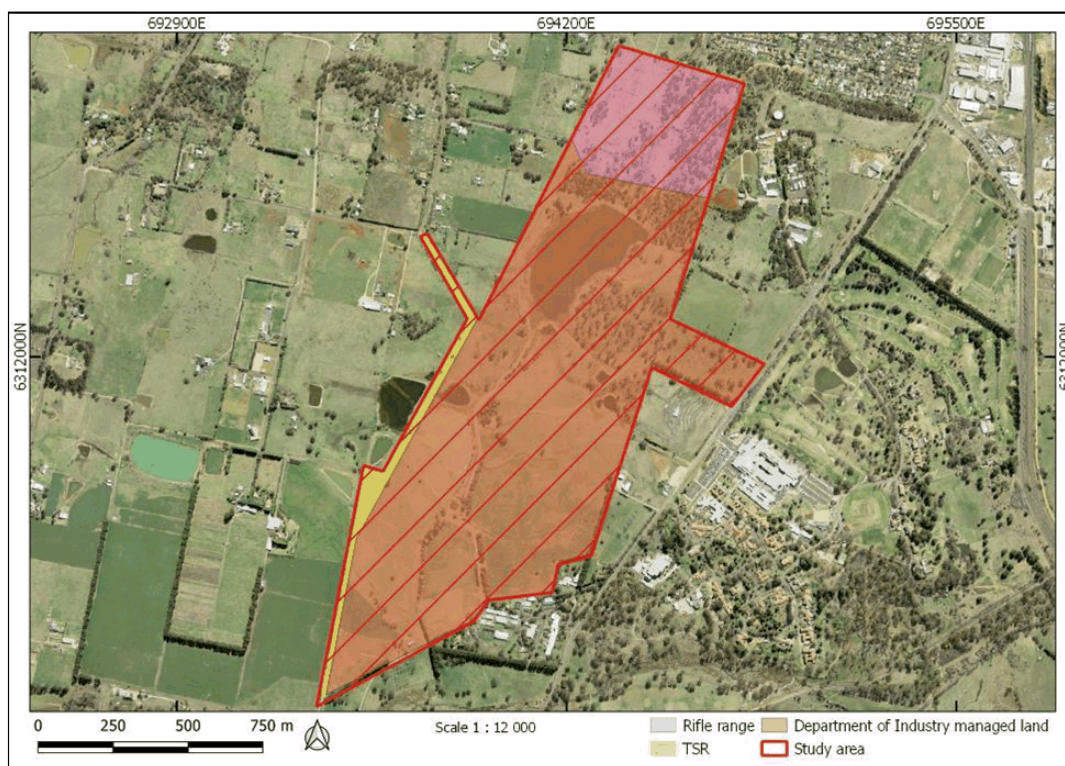 692900E 694200E 695500E
6312000N 6312000N
0 250 500 750 m
Scale 1 : 12 000
Rifle range Department of Industry managed land
TSR Study area